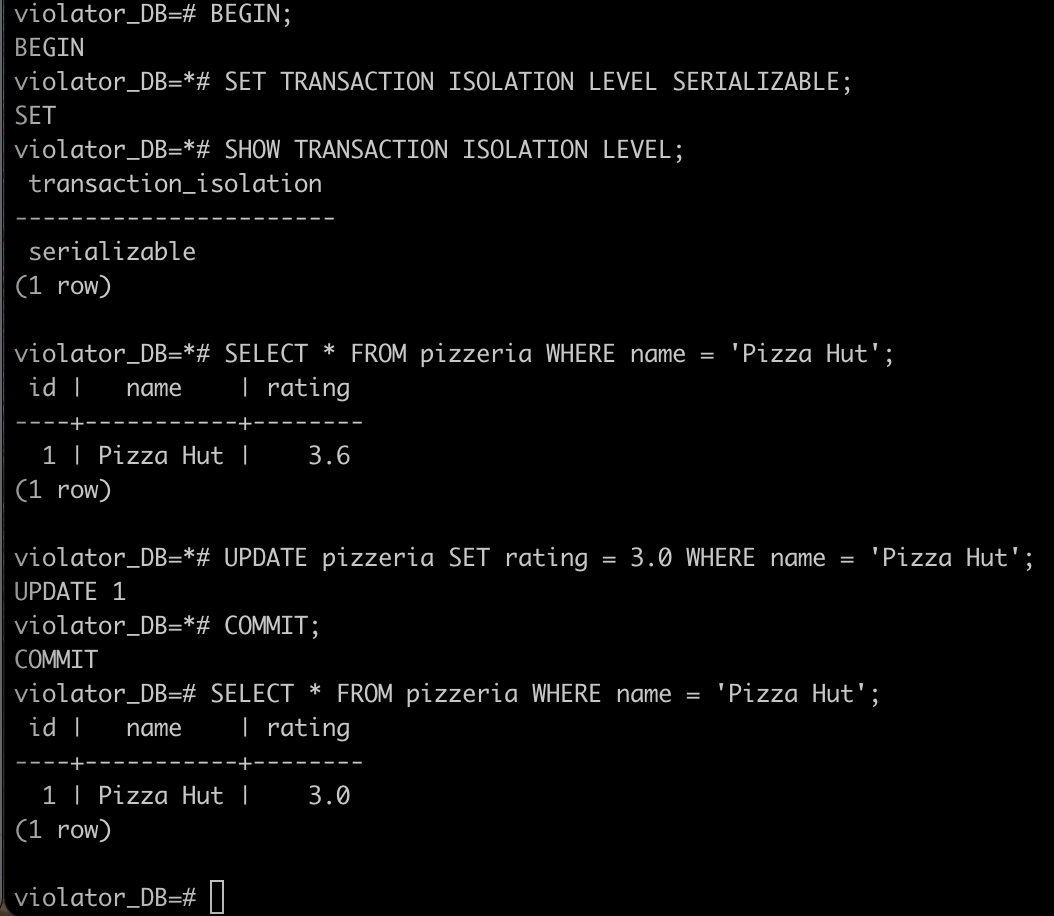 violator_DB=# BEGIN;
BEGIN
violator_DB=*# SET TRANSACTION ISOLATION LEVEL SERIALIZABLE;
SET
violator_DB=*# SHOW TRANSACTION ISOLATION LEVEL;
 transaction_isolation
-----------------------
 serializable
(1 row)

violator_DB=*# SELECT * FROM pizzeria WHERE name = 'Pizza Hut';
 id |   name    | rating
----+-----------+--------
  1 | Pizza Hut |    3.6
(1 row)

violator_DB=*# UPDATE pizzeria SET rating = 3.0 WHERE name = 'Pizza Hut';
UPDATE 1
violator_DB=*# COMMIT;
COMMIT
violator_DB=# SELECT * FROM pizzeria WHERE name = 'Pizza Hut';
 id |   name    | rating
----+-----------+--------
  1 | Pizza Hut |    3.0
(1 row)

violator_DB=#